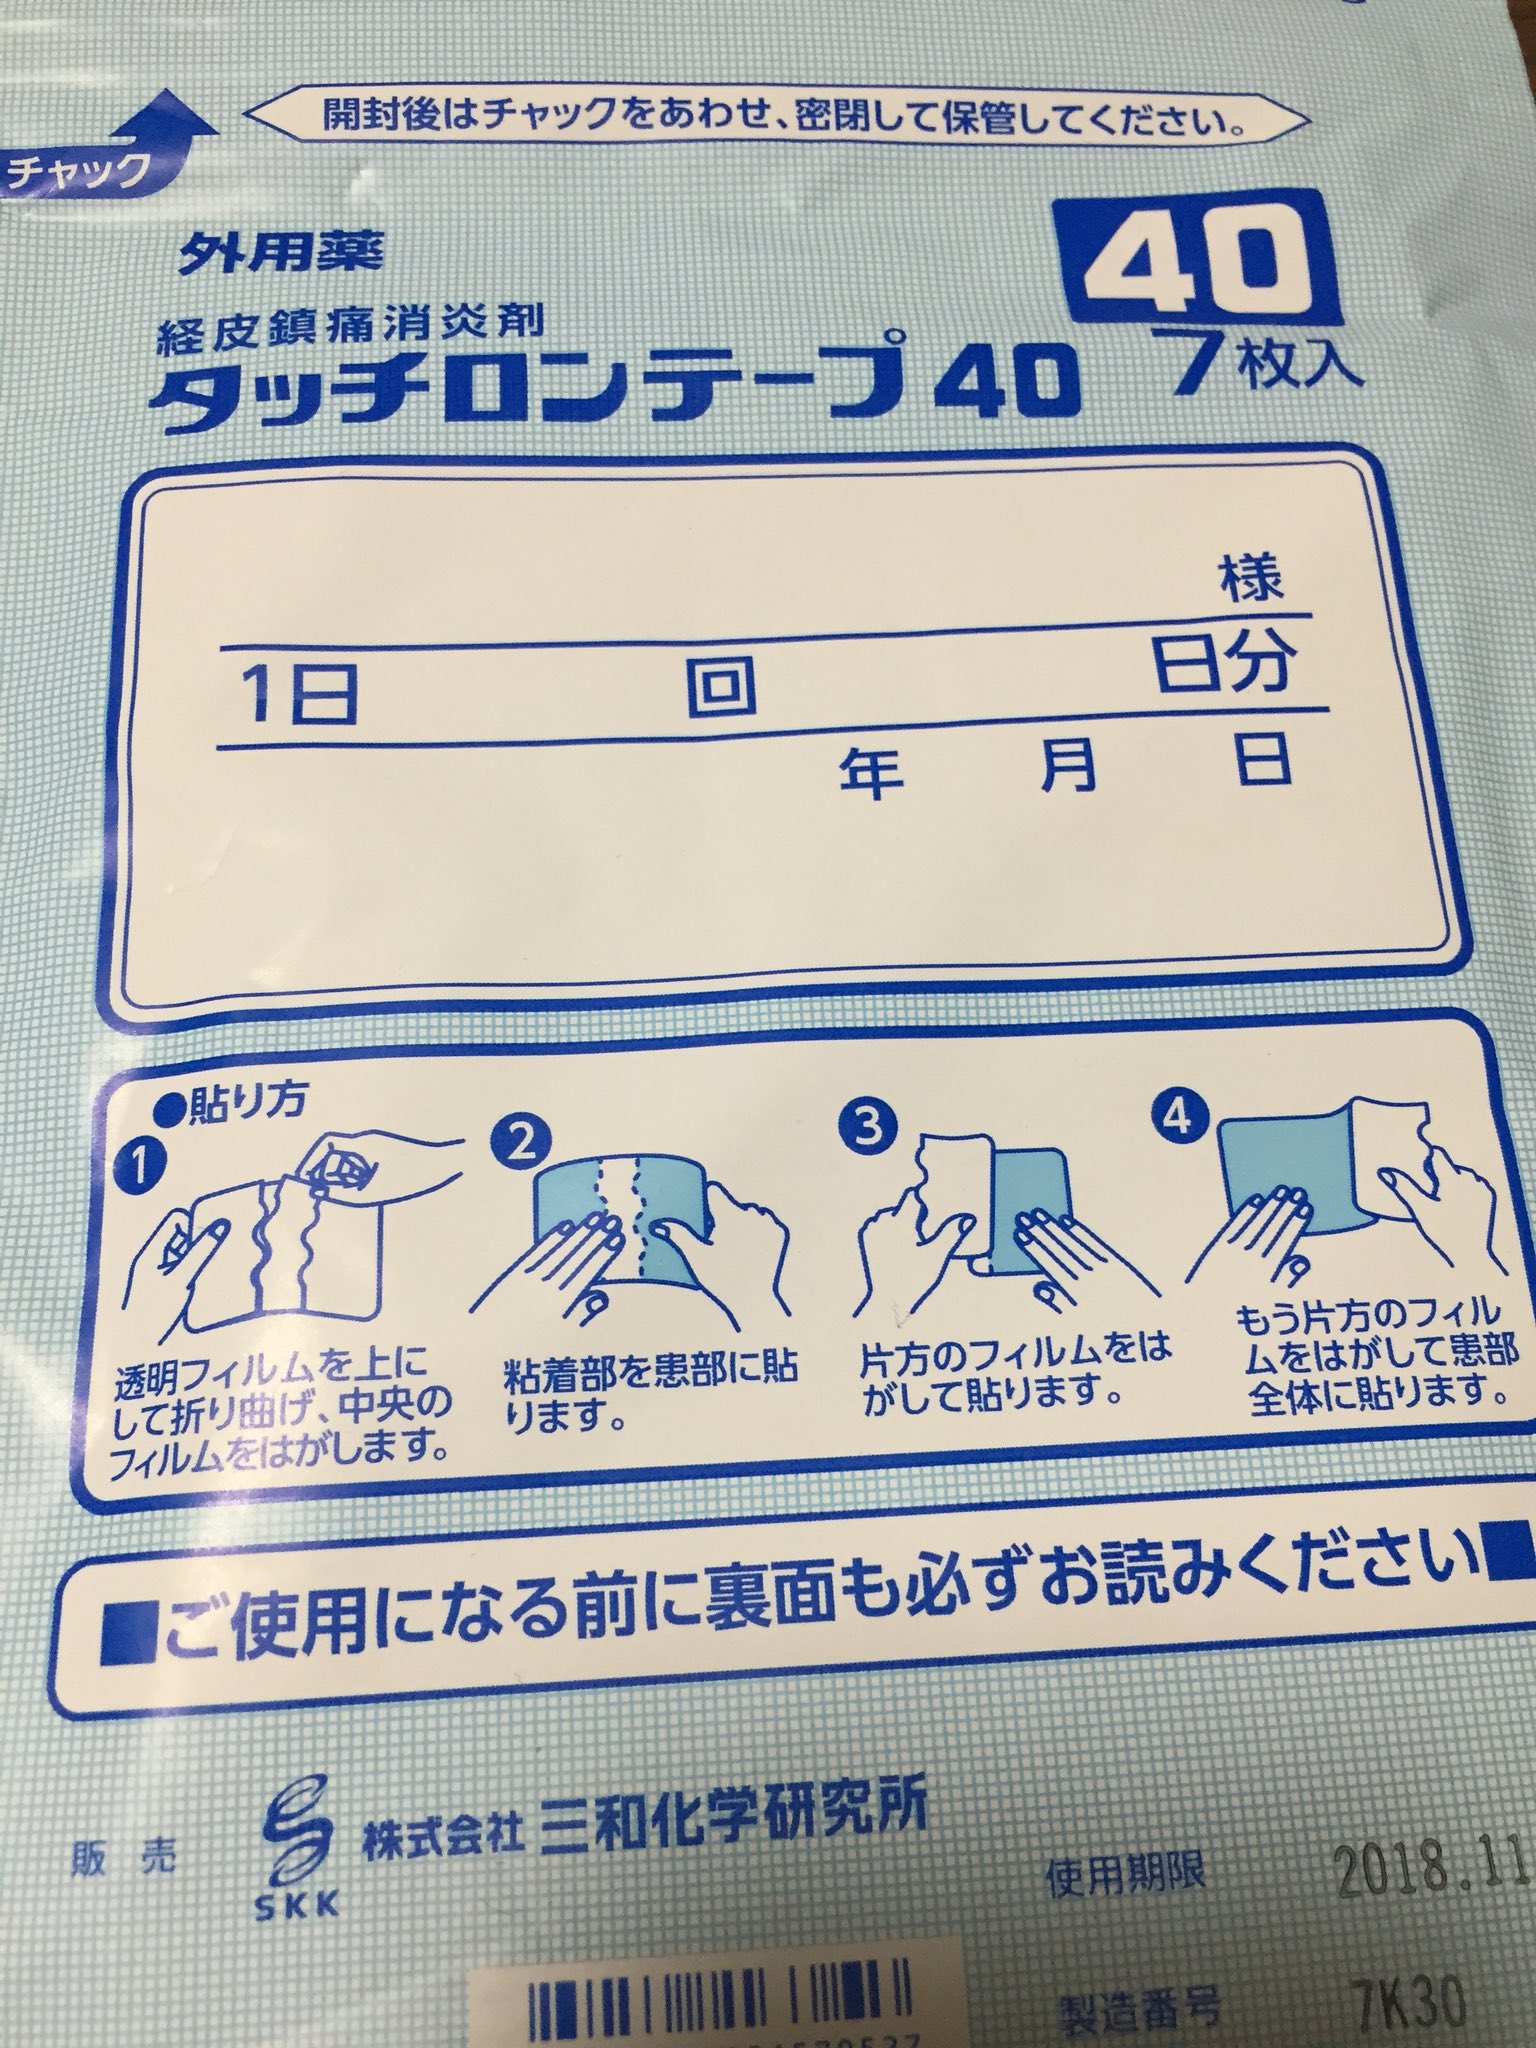 開封後はチャックをあわせ、密閉して保管してください。
チャック
外用薬
40
経皮鎮痛消炎剤
タッチロンテープ40
7枚入
様
1日 回 日分
年 月 日
●貼り方
1
2
3
4
透明フィルムを上に
して折り曲げ、中央の
フィルムをはがします。
粘着部を患部に貼
ります。
片方のフィルムをは
がして貼ります。
もう片方のフィル
ムをはがして患部
全体に貼ります。
■ご使用になる前に裏面も必ずお読みください■
販売
SKK
株式会社 三和化学研究所
使用期限 2018.11
製造番号 7K30